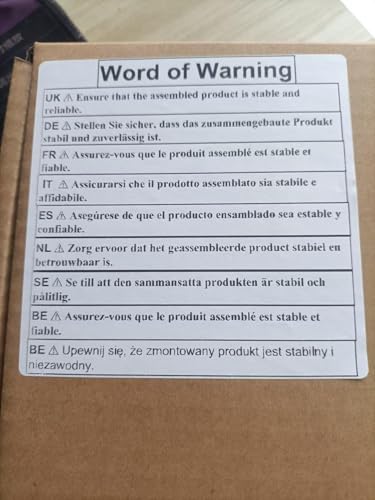 Word of Warning
UK ⚠ Ensure that the assembled product is stable and
reliable.
DE ⚠ Stellen Sie sicher, dass das zusammengebaute Produkt
stabil und zuverlässig ist.
FR ⚠ Assurez-vous que le produit assemblé est stable et
fiable.
IT ⚠ Assicurarsi che il prodotto assemblato sia stabile e
affidabile.
ES ⚠ Asegúrese de que el producto ensamblado sea estable y
confiable.
NL ⚠ Zorg ervoor dat het geassembleerde product stabiel en
betrouwbaar is.
SE ⚠ Se till att den sammansatta produkten är stabil och
pålitlig.
BE ⚠ Assurez-vous que le produit assemblé est stable et
fiable.
BE ⚠ Upewnij się, że zmontowany produkt jest stabilny i
niezawodny.